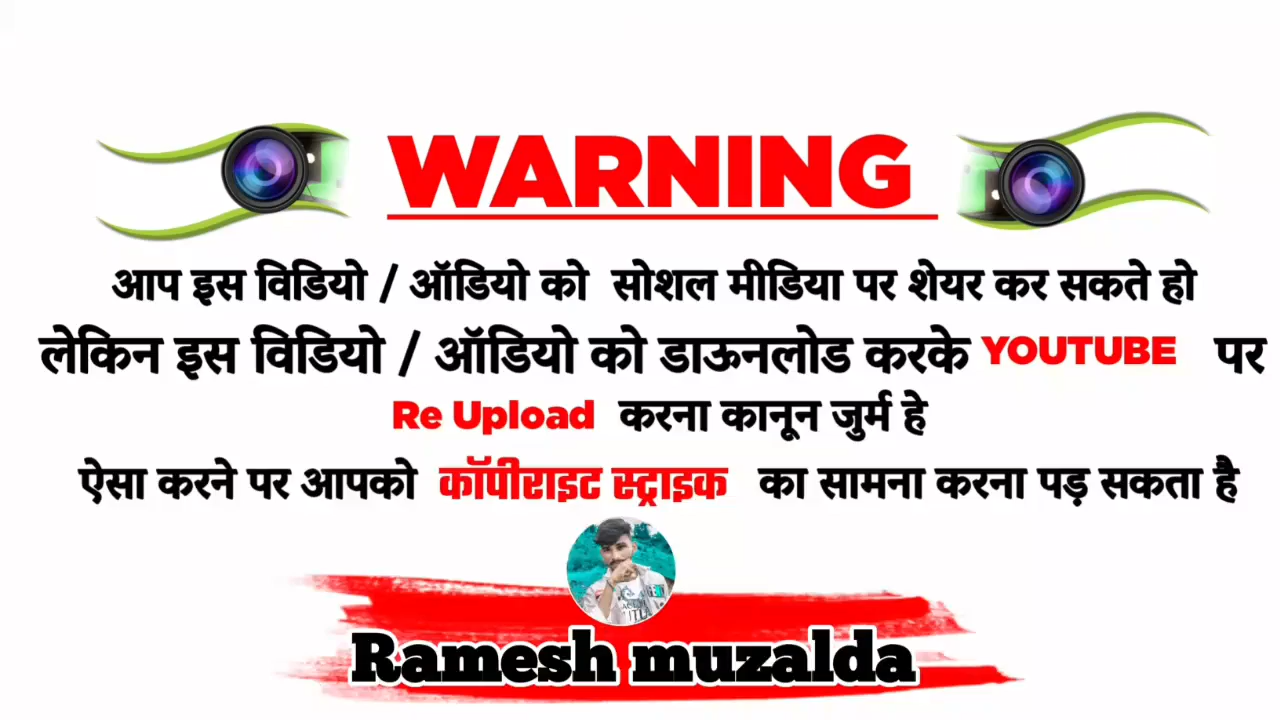 WARNING
आप इस विडियो / ऑडियो को सोशल मीडिया पर शेयर कर सकते हो
लेकिन इस विडियो / ऑडियो को डाऊनलोड करके YOUTUBE पर
Re Upload करना कानून जुर्म हे
ऐसा करने पर आपको कॉपीराइट स्ट्राइक का सामना करना पड़ सकता है
Ramesh muzalda